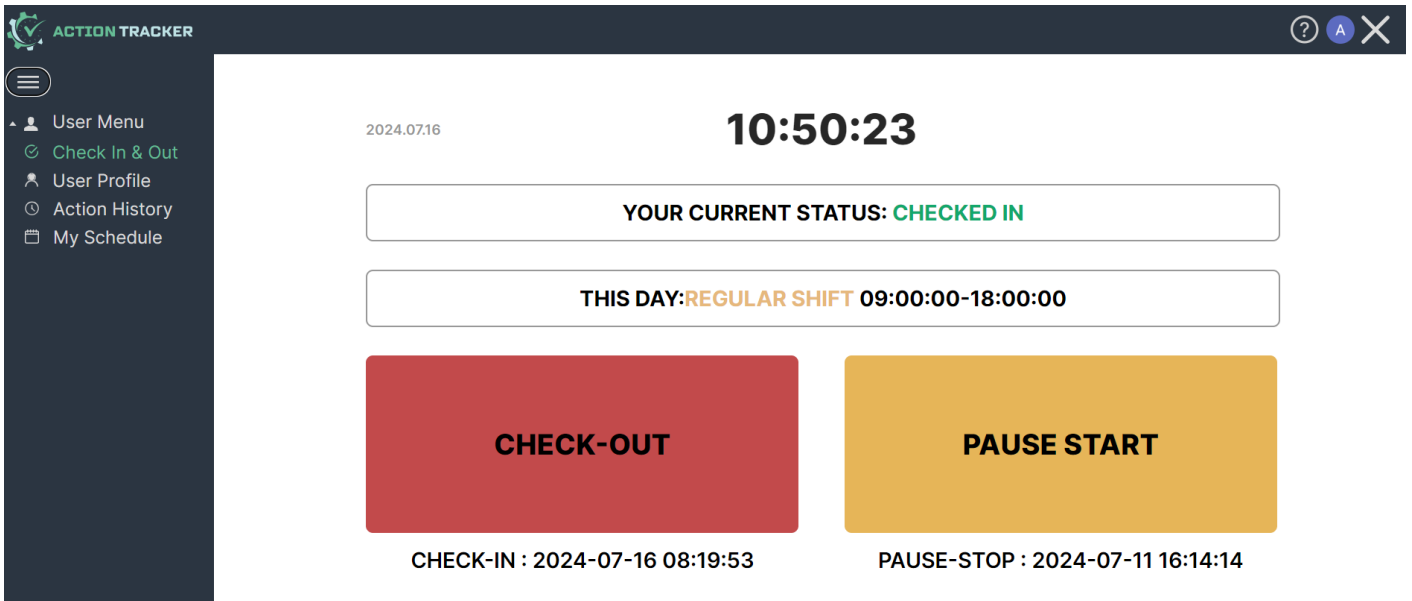 ACTION TRACKER
? A
User Menu
Check In & Out
User Profile
Action History
My Schedule
2024.07.16
10:50:23
YOUR CURRENT STATUS: CHECKED IN
THIS DAY:REGULAR SHIFT 09:00:00-18:00:00
CHECK-OUT
PAUSE START
CHECK-IN : 2024-07-16 08:19:53
PAUSE-STOP : 2024-07-11 16:14:14